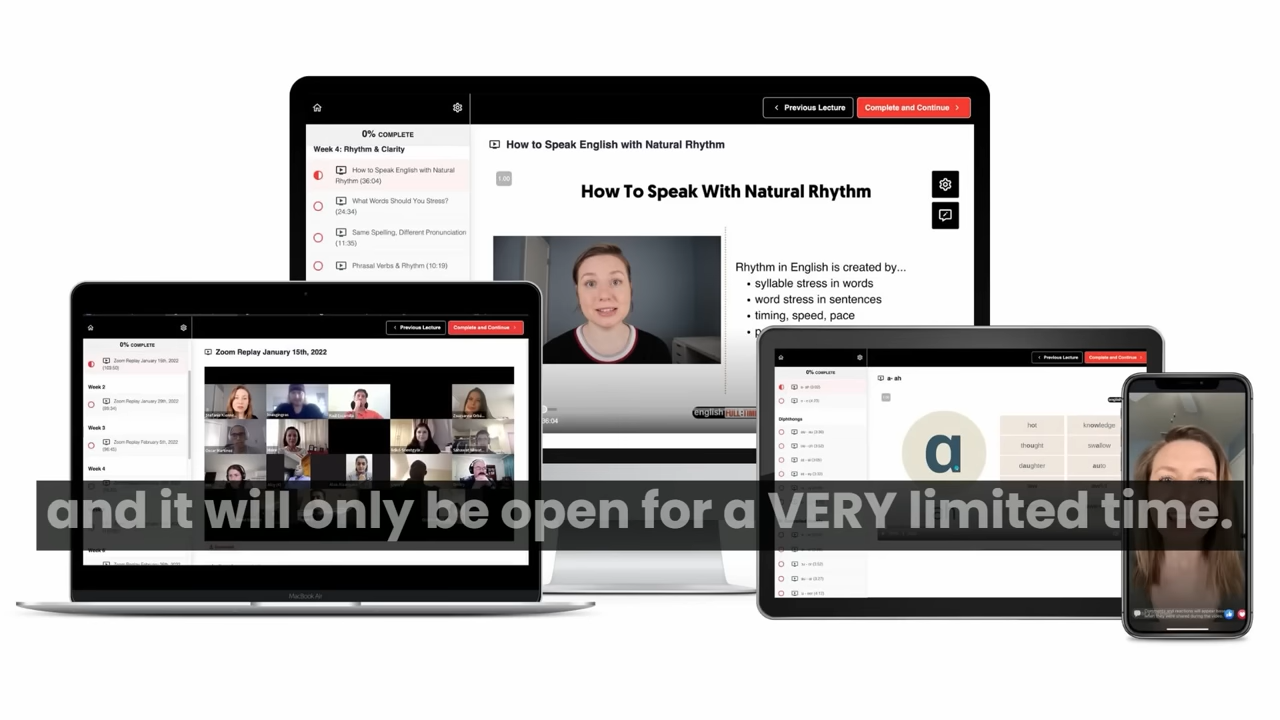 0% COMPLETE
Week 4: Rhythm & Clarity
How to Speak English with Natural
Rhythm (36:04)
What Words Should You Stress?
(24:34)
Same Spelling, Different Pronunciation
(11:35)
Phrasal Verbs & Rhythm (10:19)
Previous Lecture
Complete and Continue
How to Speak English with Natural Rhythm
1.00
How To Speak With Natural Rhythm
Rhythm in English is created by...
• syllable stress in words
• word stress in sentences
• timing, speed, pace
english
0% COMPLETE
Zoom Replay January 15th, 2022
Week 2
Zoom Replay January 29th, 2022
Week 3
Zoom Replay February 5th, 2022
Week 4
Previous Lecture
Complete and Continue
Zoom January 15th, 2022
MacBook Air
0% COMPLETE
Diphthongs
Previous Lecture
Complete and Continue
a- ah
a
hot
knowledge
thought
swallow
daughter
auto
and it will only be open for a VERY limited time.